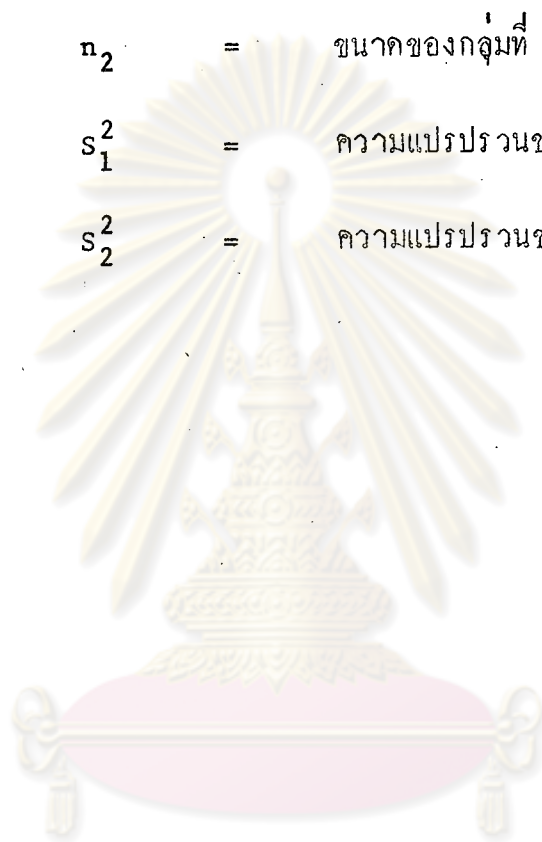 n₂ = ขนาดของกลุ่มที่
S₁² = ความแปรปรวนข
S₂² = ความแปรปรวนข